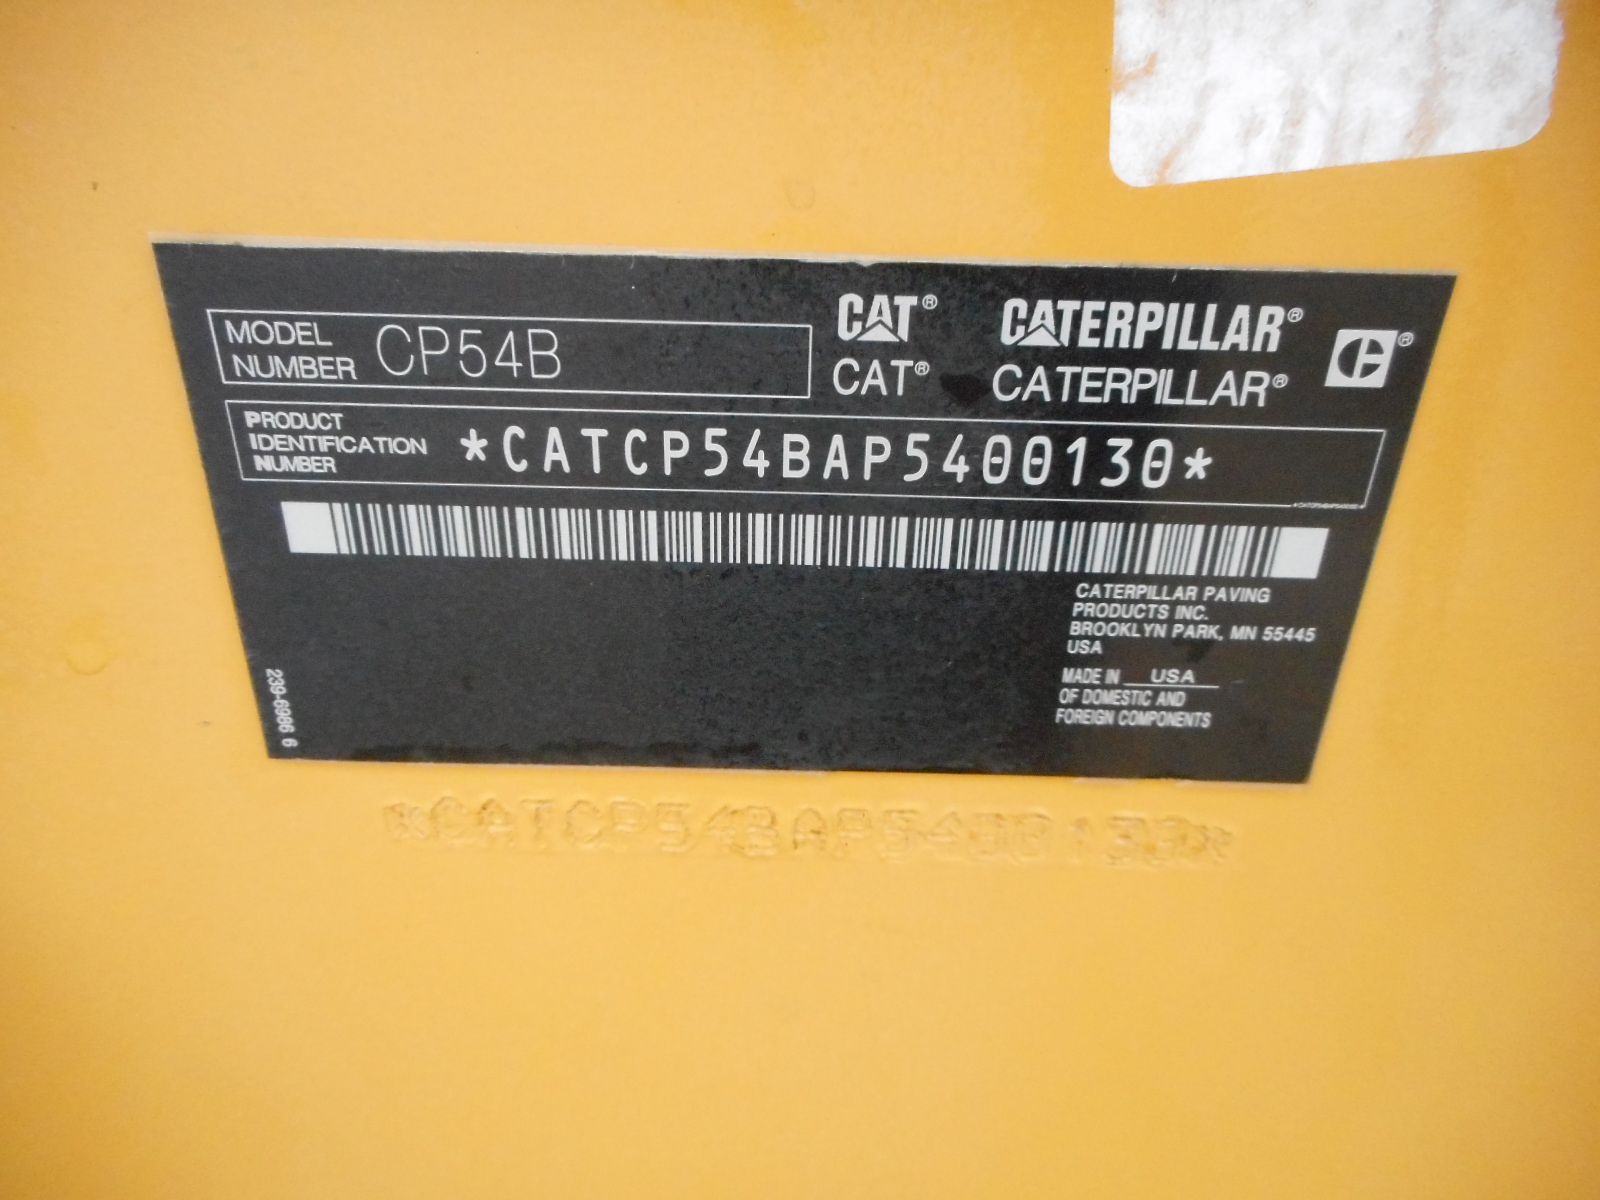 MODEL NUMBER CP54B
CAT® CATERPILLAR® ®
CAT® CATERPILLAR®
PRODUCT
IDENTIFICATION
NUMBER
*CATCP54BAP5400130*
CATERPILLAR PAVING
PRODUCTS INC.
BROOKLYN PARK, MN 55445
USA
MADE IN USA
OF DOMESTIC AND
FOREIGN COMPONENTS
239-6986 6
*CATCP54BAP5400130*